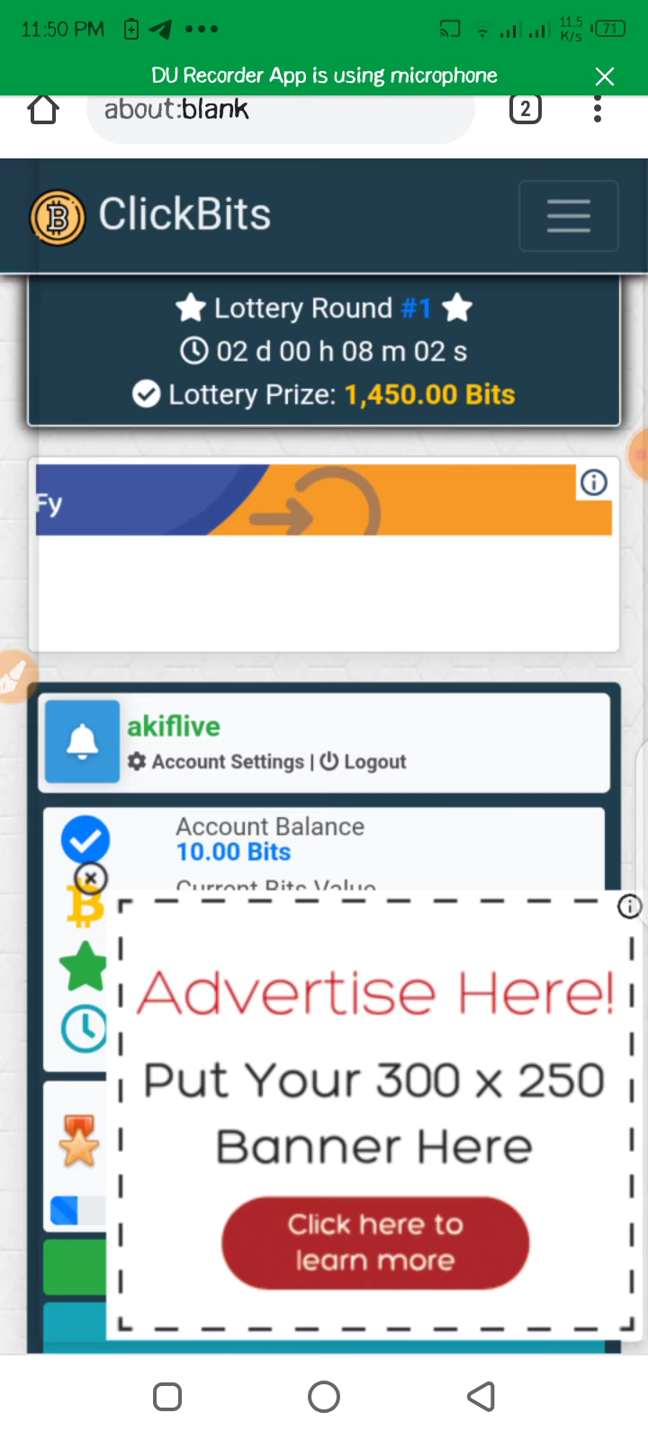 11:50 PM
11.5 K/s
71
DU Recorder App is using microphone
about:blank
2
ClickBits
Lottery Round #1
02 d 00 h 08 m 02 s
Lottery Prize: 1,450.00 Bits
Fy
akiflive
Account Settings | Logout
Account Balance
10.00 Bits
Current Bits Value
Advertise Here!
Put Your 300 x 250
Banner Here
Click here to
learn more